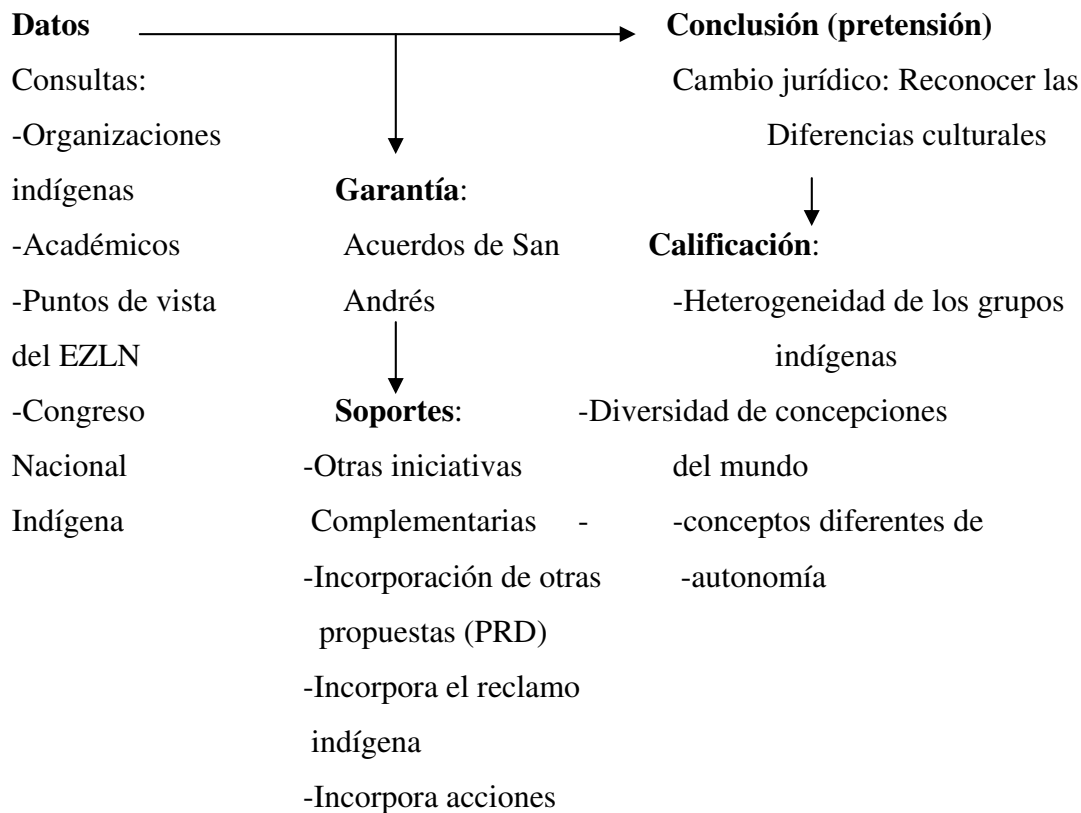 Datos
Consultas:
-Organizaciones
indígenas
-Académicos
-Puntos de vista
del EZLN
-Congreso
Nacional
Indígena
Garantía:
Acuerdos de San
Andrés
Soportes:
-Otras iniciativas
Complementarias -
-Incorporación de otras
propuestas (PRD)
-Incorpora el reclamo
indígena
-Incorpora acciones
Conclusión (pretensión)
Cambio jurídico: Reconocer las
Diferencias culturales
Calificación:
-Heterogeneidad de los grupos
indígenas
-Diversidad de concepciones
del mundo
-conceptos diferentes de
-autonomía